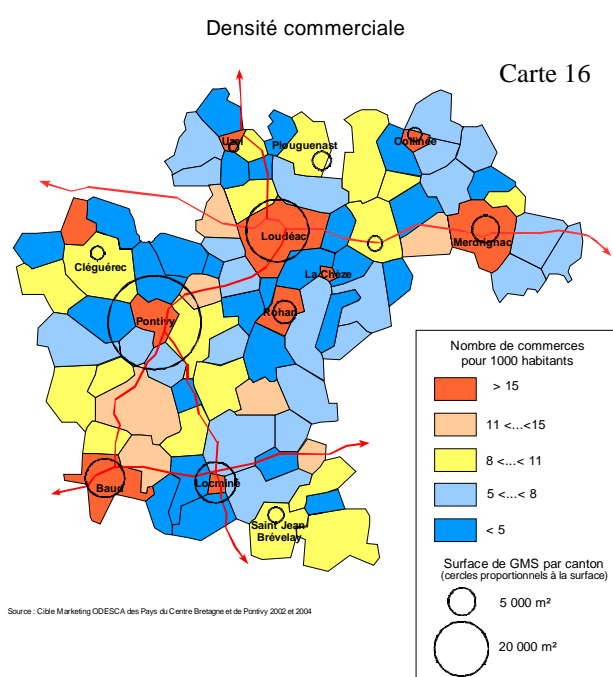 Densité commerciale
Carte 16
Uzel
Plouguenast
Collinée
Loudéac
Merdrignac
Cléguérec
La Chèze
Rohan
Pontivy
Baud
Locminé
Saint Jean
Brévelay
Nombre de commerces
pour 1000 habitants
> 15
11 <...<15
8 <...< 11
5 <...< 8
< 5
Surface de GMS par canton
(cercles proportionnels à la surface)
5 000 m²
20 000 m²
Source : Cible Marketing ODESCA des Pays du Centre Bretagne et de Pontivy 2002 et 2004